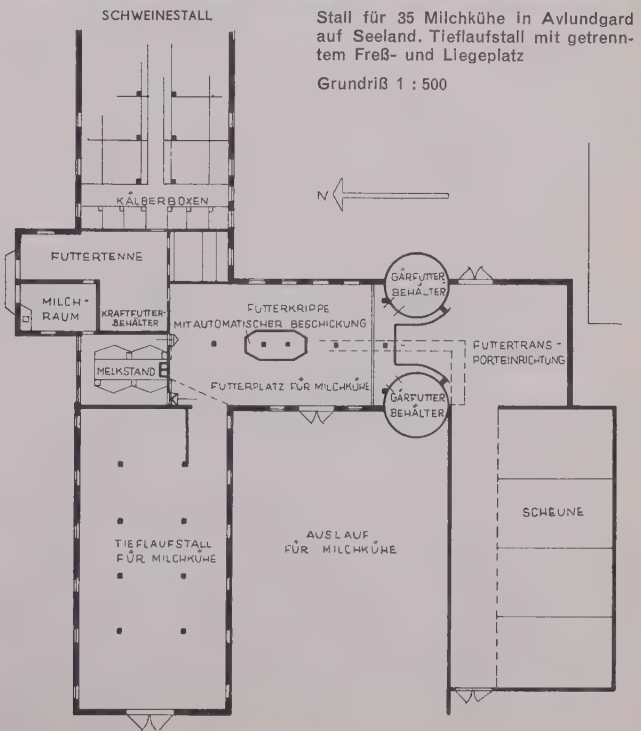 SCHWEINESTALL
Stall für 35 Milchkühe in Avlundgard
auf Seeland. Tieflaufstall mit getrenn-
tem Freß- und Liegeplatz
Grundriß 1 : 500
N
KÄLBERBOXEN
FUTTERTENNE
MILCH-
RAUM
KRAFTFUTTER-
BEHÄLTER
FUTTERKRIPPE
MIT AUTOMATISCHER BESCHICKUNG
GÄRFUTTER
BEHÄLTER
FUTTERTRANS-
PORTEINRICHTUNG
MELKSTAND
FUTTERPLATZ FÜR MILCHKÜHE
GÄRFUTTER
BEHÄLTER
TIEFLAUFSTALL
FÜR MILCHKÜHE
AUSLAUF
FÜR MILCHKÜHE
SCHEUNE